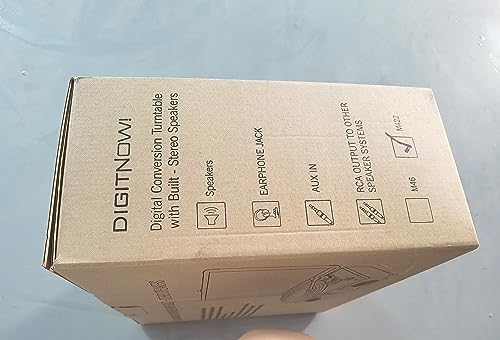 DIGITNOW!
Digital Conversion Turntable
with Built - Stereo Speakers
Speakers
EARPHONE JACK
AUX IN
RCA OUTPUT TO OTHER
SPEAKER SYSTEMS
M46
M422